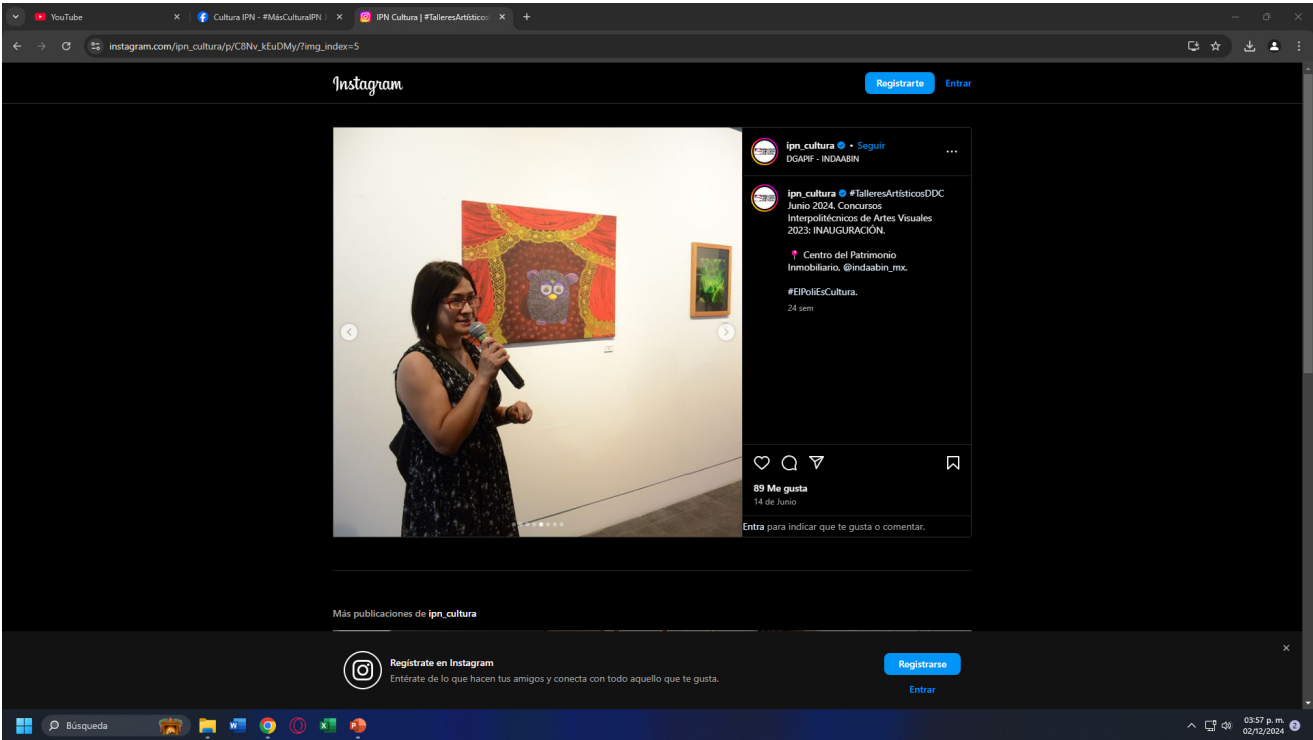 YouTube
Cultura IPN - #MásCulturaIPN J
IPN Cultura | #TalleresArtísticos
instagram.com/ipn_cultura/p/C8Nv_kEuDMy/?img_index=5
Instagram
Registrarte
Entrar
ipn_cultura • Seguir
DGAPIF - INDAABIN
ipn_cultura #TalleresArtísticosDDC
Junio 2024. Concursos
Interpolitécnicos de Artes Visuales
2023: INAUGURACIÓN.
Centro del Patrimonio
Inmobiliario, @indaabin_mx.
#ElPoliEsCultura.
24 sem
89 Me gusta
14 de Junio
Entra para indicar que te gusta o comentar.
Más publicaciones de ipn_cultura
Regístrate en Instagram
Entérate de lo que hacen tus amigos y conecta con todo aquello que te gusta.
Registrarse
Entrar
Búsqueda
03:57 p. m.
02/12/2024
2